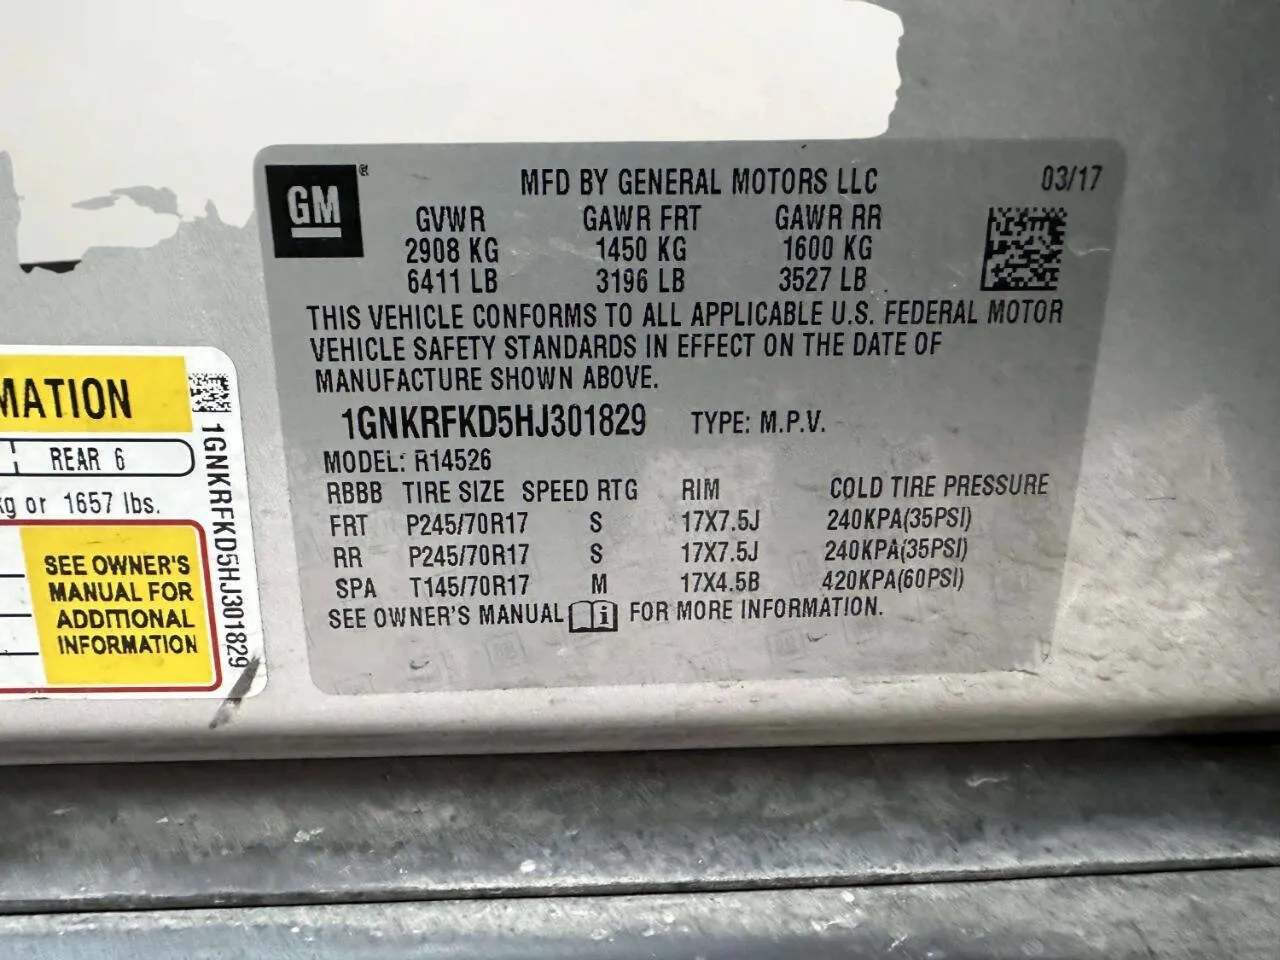 GM®
MFD BY GENERAL MOTORS LLC 03/17
GVWR GAWR FRT GAWR RR
2908 KG 1450 KG 1600 KG
6411 LB 3196 LB 3527 LB
THIS VEHICLE CONFORMS TO ALL APPLICABLE U.S. FEDERAL MOTOR
VEHICLE SAFETY STANDARDS IN EFFECT ON THE DATE OF
MANUFACTURE SHOWN ABOVE.
1GNKRFKD5HJ301829 TYPE: M.P.V.
MODEL: R14526
RBBB TIRE SIZE SPEED RTG RIM COLD TIRE PRESSURE
FRT P245/70R17 S 17X7.5J 240KPA(35PSI)
RR P245/70R17 S 17X7.5J 240KPA(35PSI)
SPA T145/70R17 M 17X4.5B 420KPA(60PSI)
SEE OWNER'S MANUAL i FOR MORE INFORMATION.
MATION
REAR 6
kg or 1657 lbs.
SEE OWNER'S
MANUAL FOR
ADDITIONAL
INFORMATION
1GNKRFKD5HJ301829